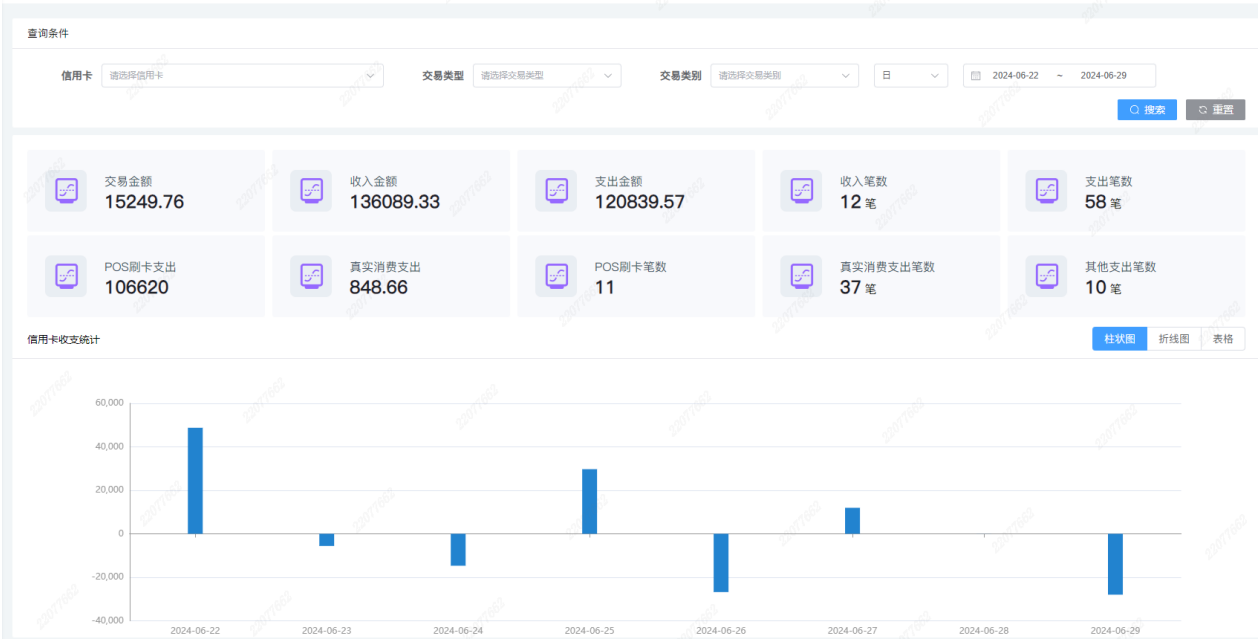 查询条件
信用卡 请选择信用卡 交易类型 请选择交易类型 交易类别 请选择交易类别 日 2024-06-22 ~ 2024-06-29
搜索 重置
交易金额 收入金额 支出金额 收入笔数 支出笔数
15249.76 136089.33 120839.57 12 笔 58 笔
POS刷卡支出 真实消费支出 POS刷卡笔数 真实消费支出笔数 其他支出笔数
106620 848.66 11 37 笔 10 笔
信用卡收支统计 柱状图 折线图 表格
60,000
40,000
20,000
0
-20,000
-40,000
2024-06-22 2024-06-23 2024-06-24 2024-06-25 2024-06-26 2024-06-27 2024-06-28 2024-06-29